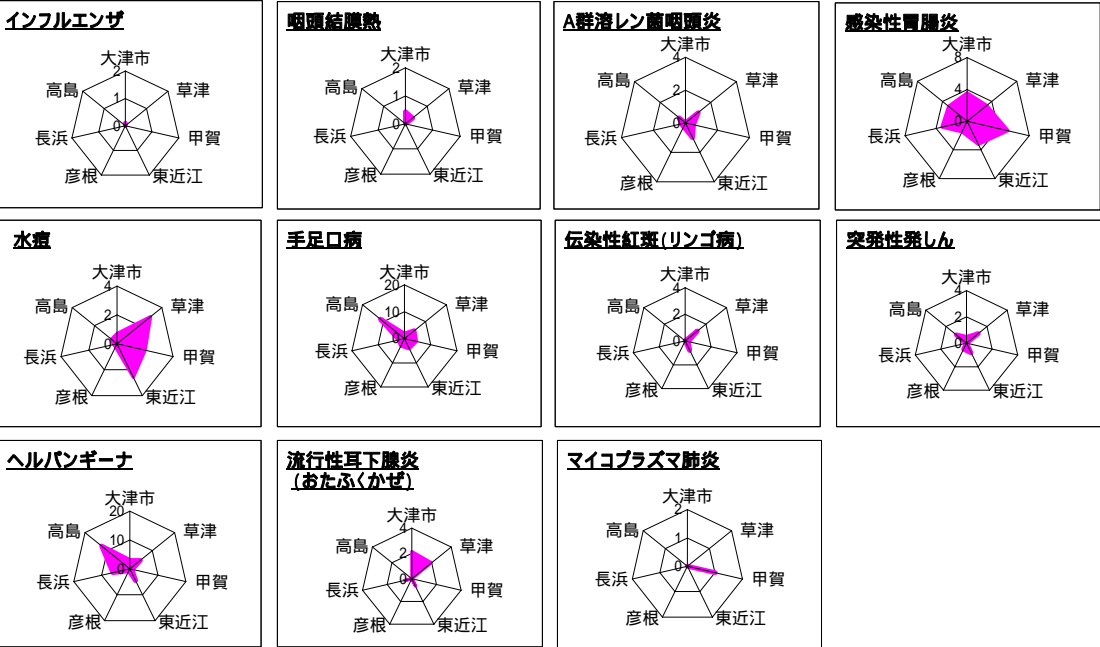 インフルエンザ
大津市
2
草津
1
高島
0
甲賀
長浜
東近江
彦根
咽頭結膜熱
大津市
2
草津
1
高島
0
甲賀
長浜
東近江
彦根
A群溶レン菌咽頭炎
大津市
4
草津
2
高島
0
甲賀
長浜
東近江
彦根
感染性胃腸炎
大津市
8
草津
4
高島
0
甲賀
長浜
東近江
彦根
水痘
大津市
4
草津
2
高島
0
甲賀
長浜
東近江
彦根
手足口病
大津市
20
草津
10
高島
0
甲賀
長浜
東近江
彦根
伝染性紅斑(リンゴ病)
大津市
4
草津
2
高島
0
甲賀
長浜
東近江
彦根
突発性発しん
大津市
4
草津
2
高島
0
甲賀
長浜
東近江
彦根
ヘルパンギーナ
大津市
20
草津
10
高島
0
甲賀
長浜
東近江
彦根
流行性耳下腺炎
(おたふくかぜ)
大津市
4
草津
2
高島
0
甲賀
長浜
東近江
彦根
マイコプラズマ肺炎
大津市
2
草津
1
高島
0
甲賀
長浜
東近江
彦根